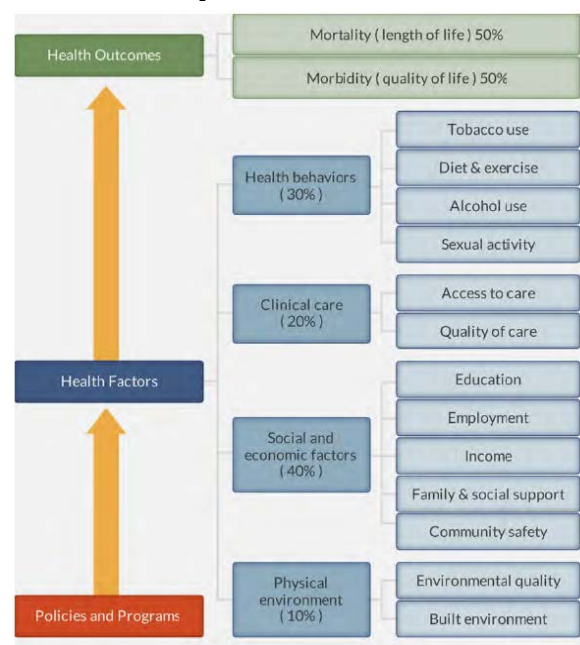 Health Outcomes
Mortality ( length of life ) 50%
Morbidity ( quality of life ) 50%
Health Factors
Health behaviors
( 30% )
Tobacco use
Diet & exercise
Alcohol use
Sexual activity
Clinical care
( 20% )
Access to care
Quality of care
Social and
economic factors
( 40% )
Education
Employment
Income
Family & social support
Community safety
Physical
environment
( 10% )
Environmental quality
Built environment
Policies and Programs